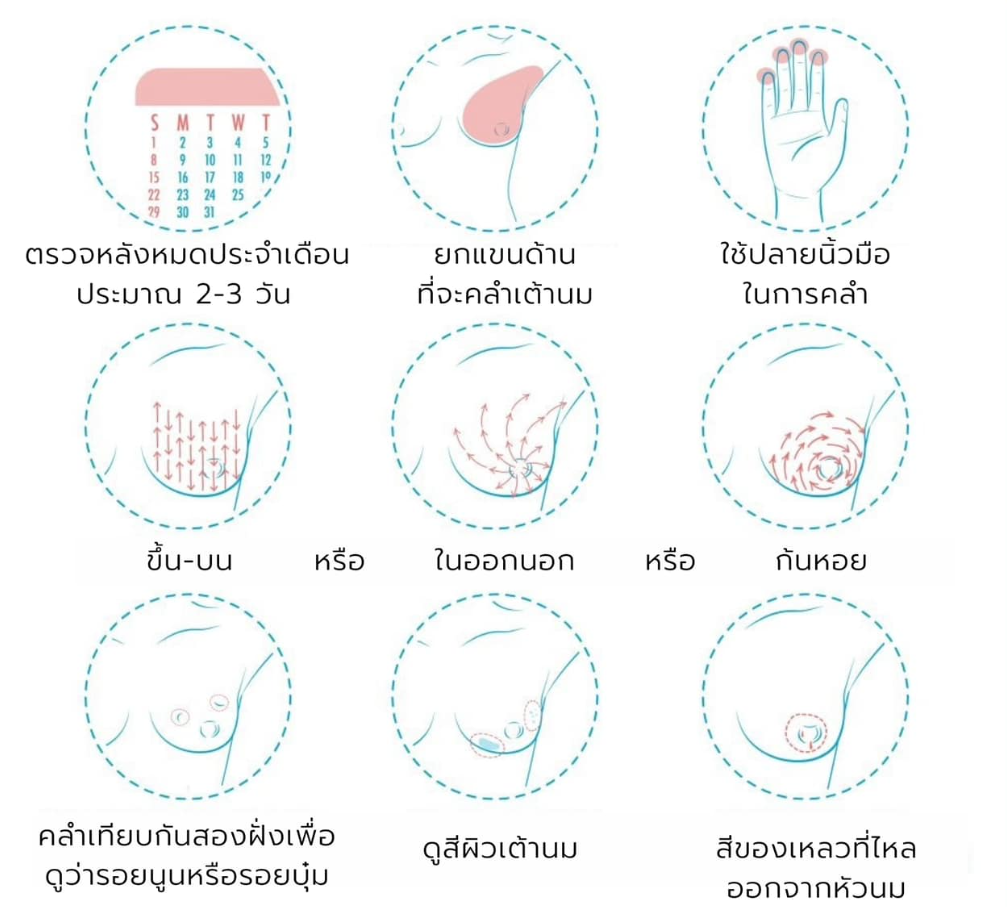 S M T W T
1 2 3 4 5
8 9 10 11 12
15 16 17 18
22 23 24 25
29 30 31
ตรวจหลังหมดประจำเดือน
ประมาณ 2-3 วัน
ยกแขนด้าน
ที่จะคลำเต้านม
ใช้ปลายนิ้วมือ
ในการคลำ
ขึ้น-บน หรือ ในออกนอก หรือ ก้นหอย
คลำเทียบกันสองฝั่งเพื่อ
ดูว่ารอยนูนหรือรอยบุ๋ม
ดูสีผิวเต้านม
สีของเหลวที่ไหล
ออกจากหัวนม